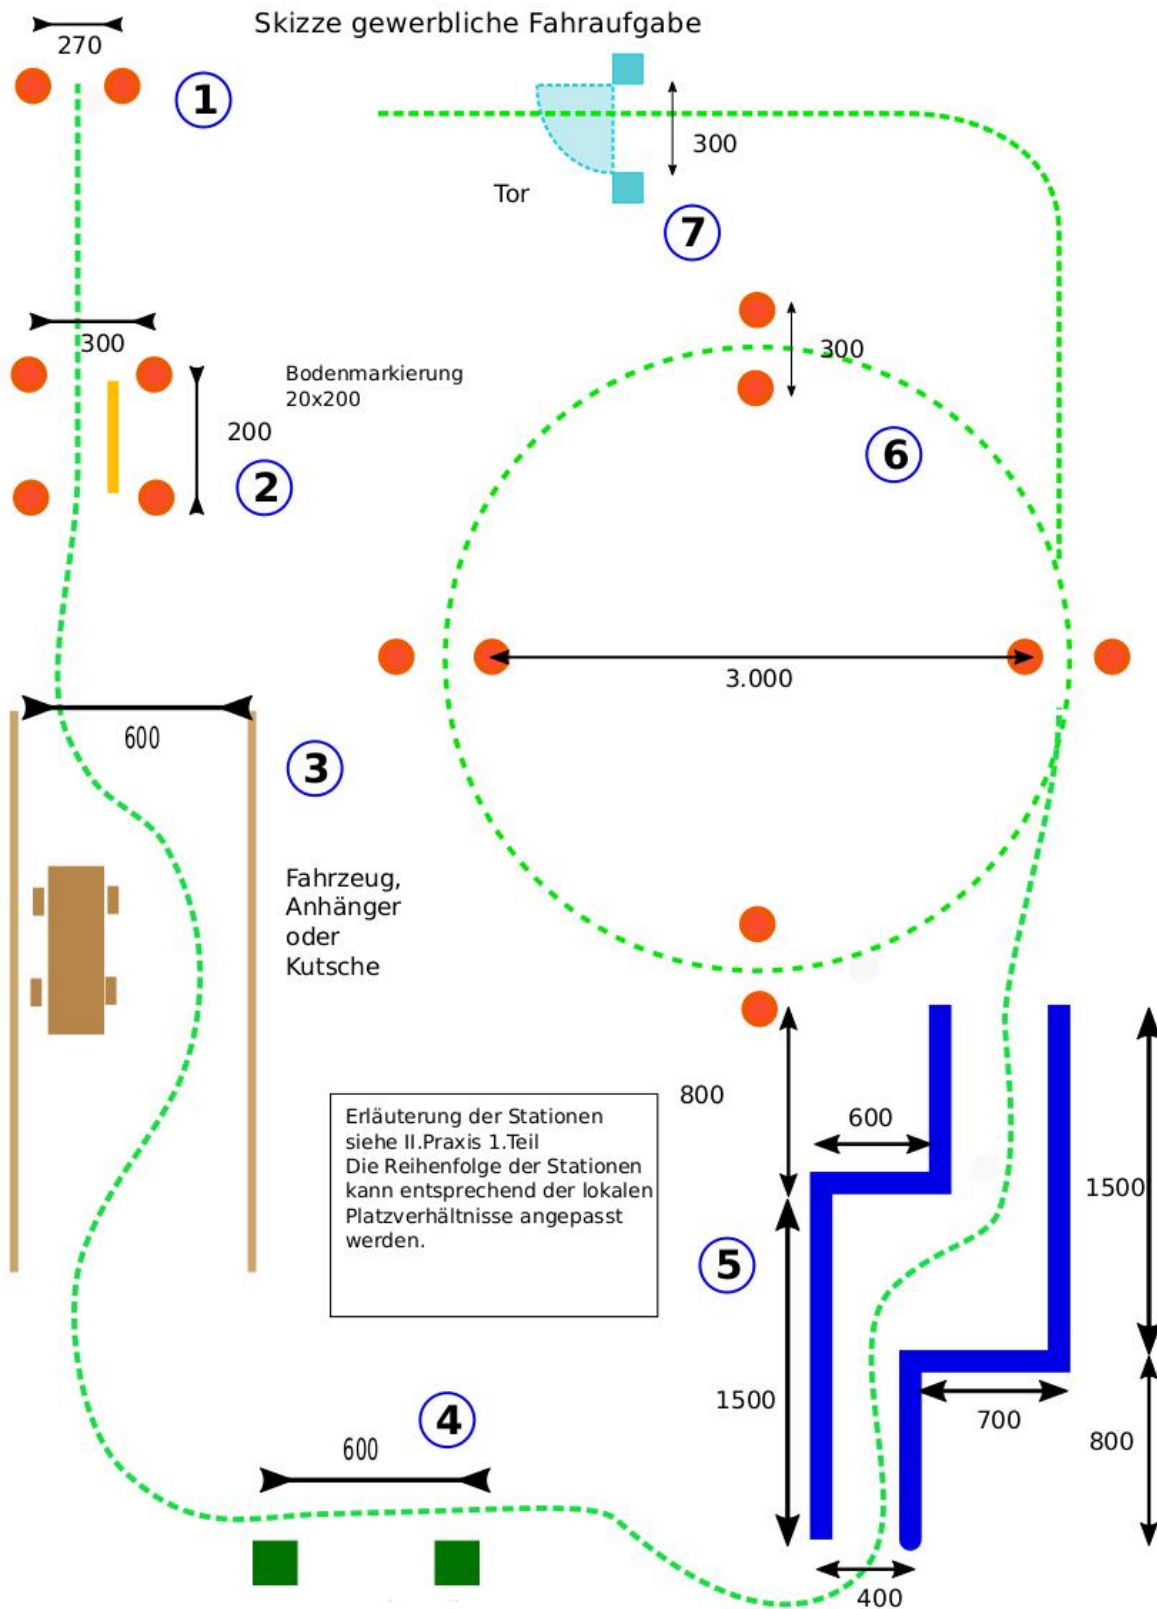 Skizze gewerbliche Fahraufgabe
270
1
300
Tor
7
300
300
6
Bodenmarkierung
20x200
200
2
3.000
600
3
Fahrzeug,
Anhänger
oder
Kutsche
Erläuterung der Stationen
siehe II.Praxis 1.Teil
Die Reihenfolge der Stationen
kann entsprechend der lokalen
Platzverhältnisse angepasst
werden.
800
600
1500
5
1500
700
800
4
600
400